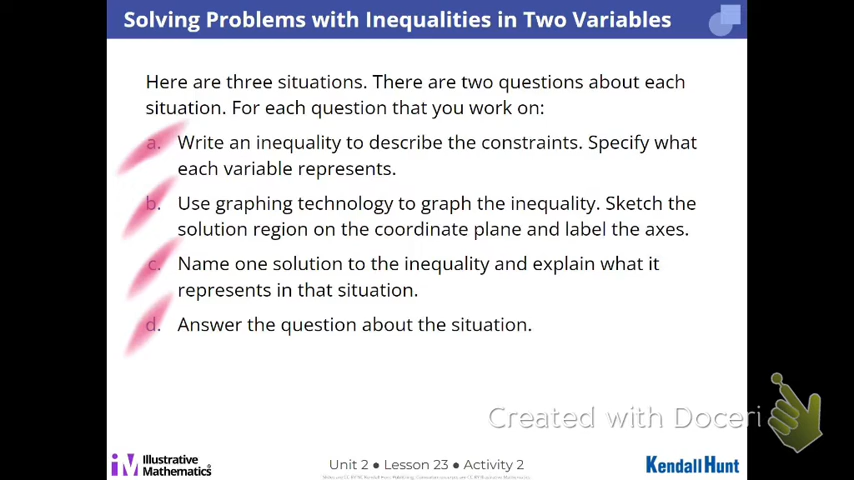 Solving Problems with Inequalities in Two Variables
Here are three situations. There are two questions about each
situation. For each question that you work on:
a. Write an inequality to describe the constraints. Specify what
each variable represents.
b. Use graphing technology to graph the inequality. Sketch the
solution region on the coordinate plane and label the axes.
c. Name one solution to the inequality and explain what it
represents in that situation.
d. Answer the question about the situation.
Created with Doceri
Illustrative
Mathematics
Unit 2 ● Lesson 23 ● Activity 2
Kendall Hunt